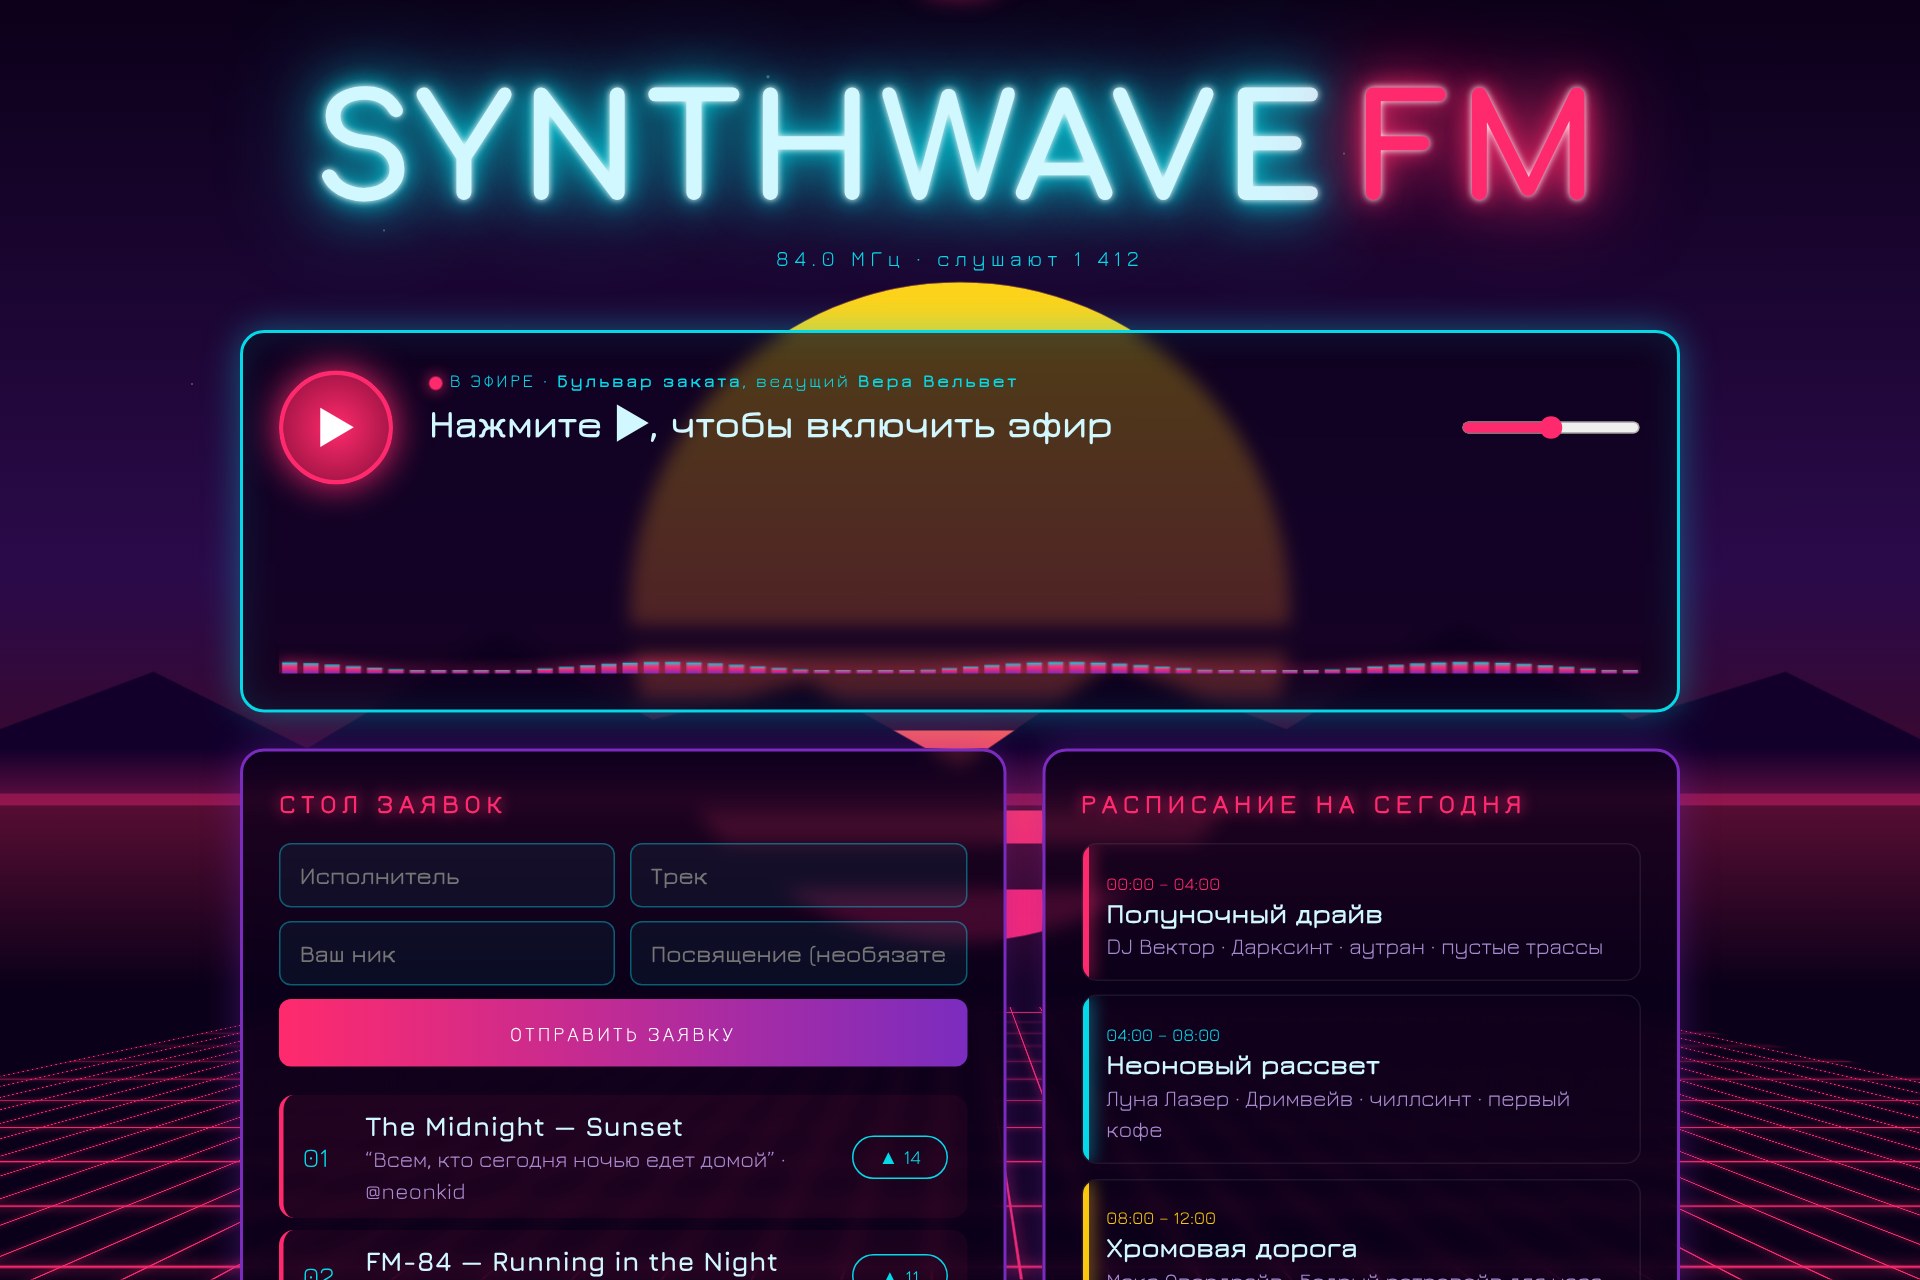 SYNTHWAVE FM
84.0 МГц · слушают 1 412
В ЭФИРЕ · Бульвар заката, ведущий Вера Вельвет
Нажмите ▶, чтобы включить эфир
СТОЛ ЗАЯВОК
Исполнитель
Трек
Ваш ник
Посвящение (необязате
ОТПРАВИТЬ ЗАЯВКУ
01
The Midnight — Sunset
“Всем, кто сегодня ночью едет домой” ·
@neonkid
▲ 14
02
FM-84 — Running in the Night
▲ 11
РАСПИСАНИЕ НА СЕГОДНЯ
00:00 – 04:00
Полуночный драйв
DJ Вектор · Дарксинт · аутран · пустые трассы
04:00 – 08:00
Неоновый рассвет
Луна Лазер · Дримвейв · чиллсинт · первый
кофе
08:00 – 12:00
Хромовая дорога